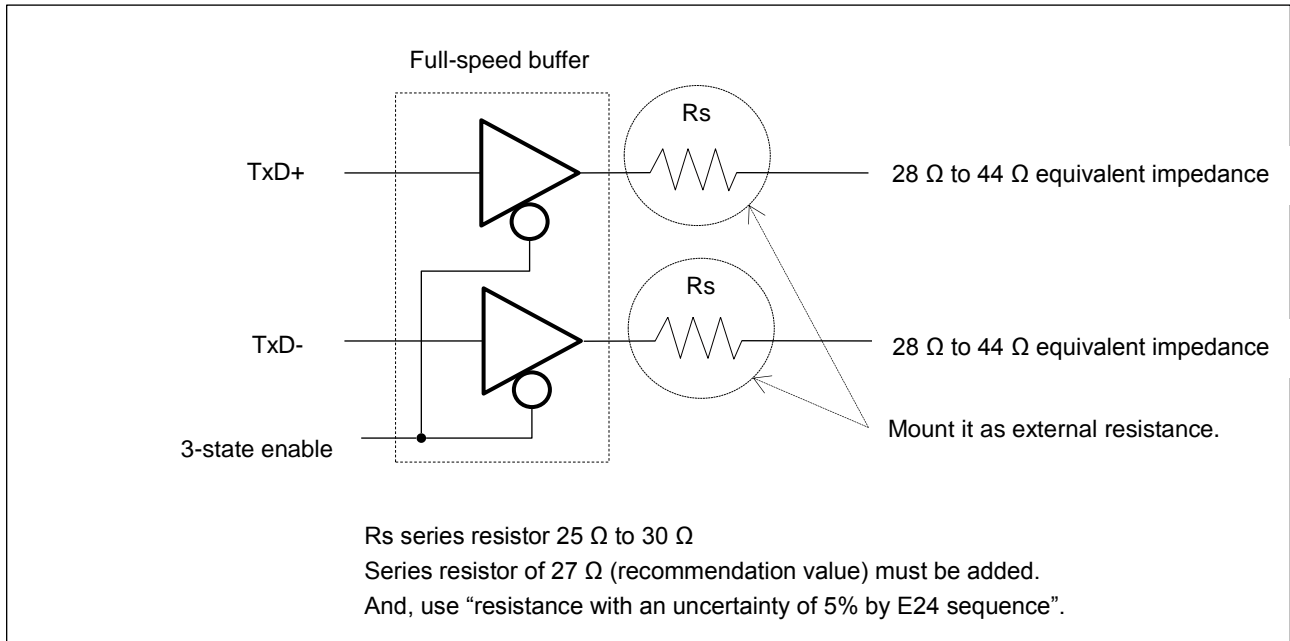 Full-speed buffer
Rs
TxD+
28 Ω to 44 Ω equivalent impedance
Rs
TxD-
28 Ω to 44 Ω equivalent impedance
Mount it as external resistance.
3-state enable
Rs series resistor 25 Ω to 30 Ω
Series resistor of 27 Ω (recommendation value) must be added.
And, use “resistance with an uncertainty of 5% by E24 sequence”.